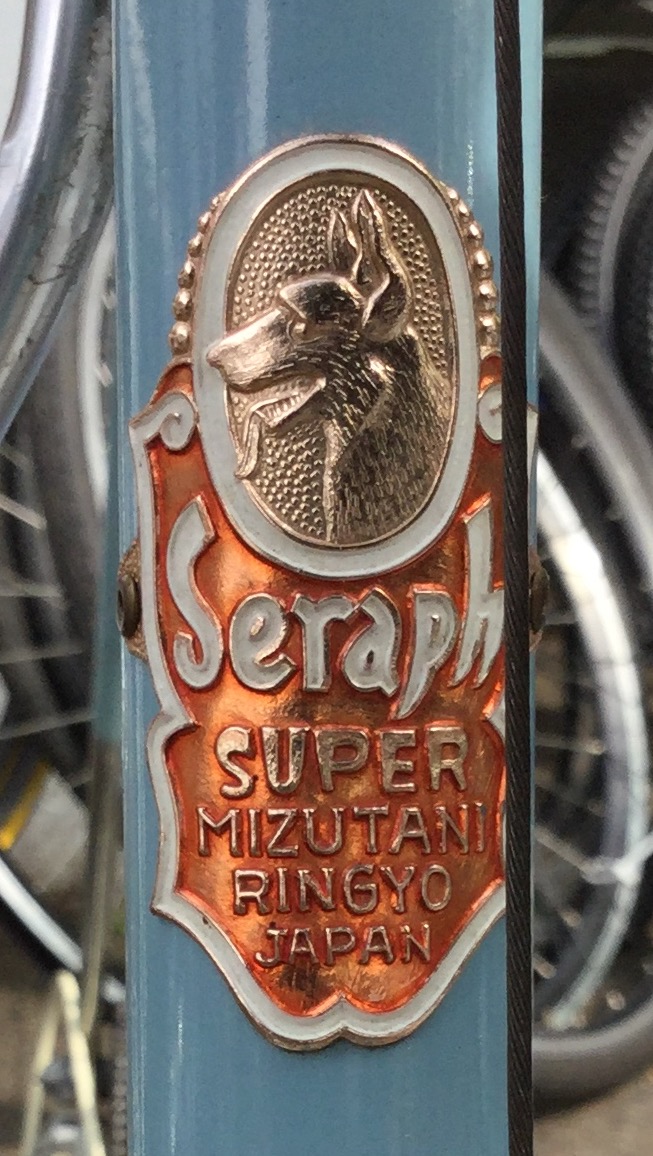 Seraph
SUPER
MIZUTANI
RINGYO
JAPAN